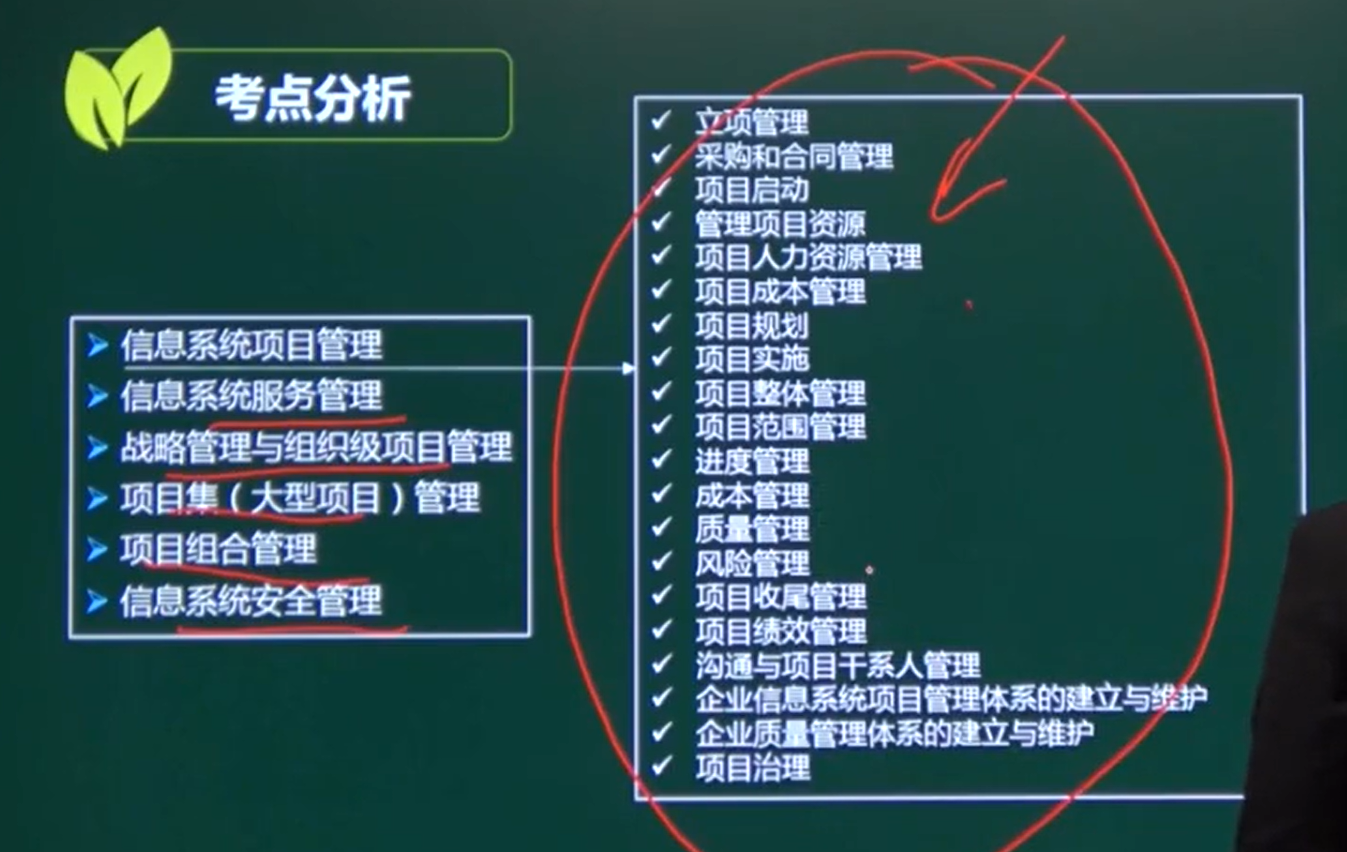 考点分析
信息系统项目管理
信息系统服务管理
战略管理与组织级项目管理
项目集（大型项目）管理
项目组合管理
信息系统安全管理
立项管理
采购和合同管理
项目启动
管理项目资源
项目人力资源管理
项目成本管理
项目规划
项目实施
项目整体管理
项目范围管理
进度管理
成本管理
质量管理
风险管理
项目收尾管理
项目绩效管理
沟通与项目干系人管理
企业信息系统项目管理体系的建立与维护
企业质量管理体系的建立与维护
项目治理